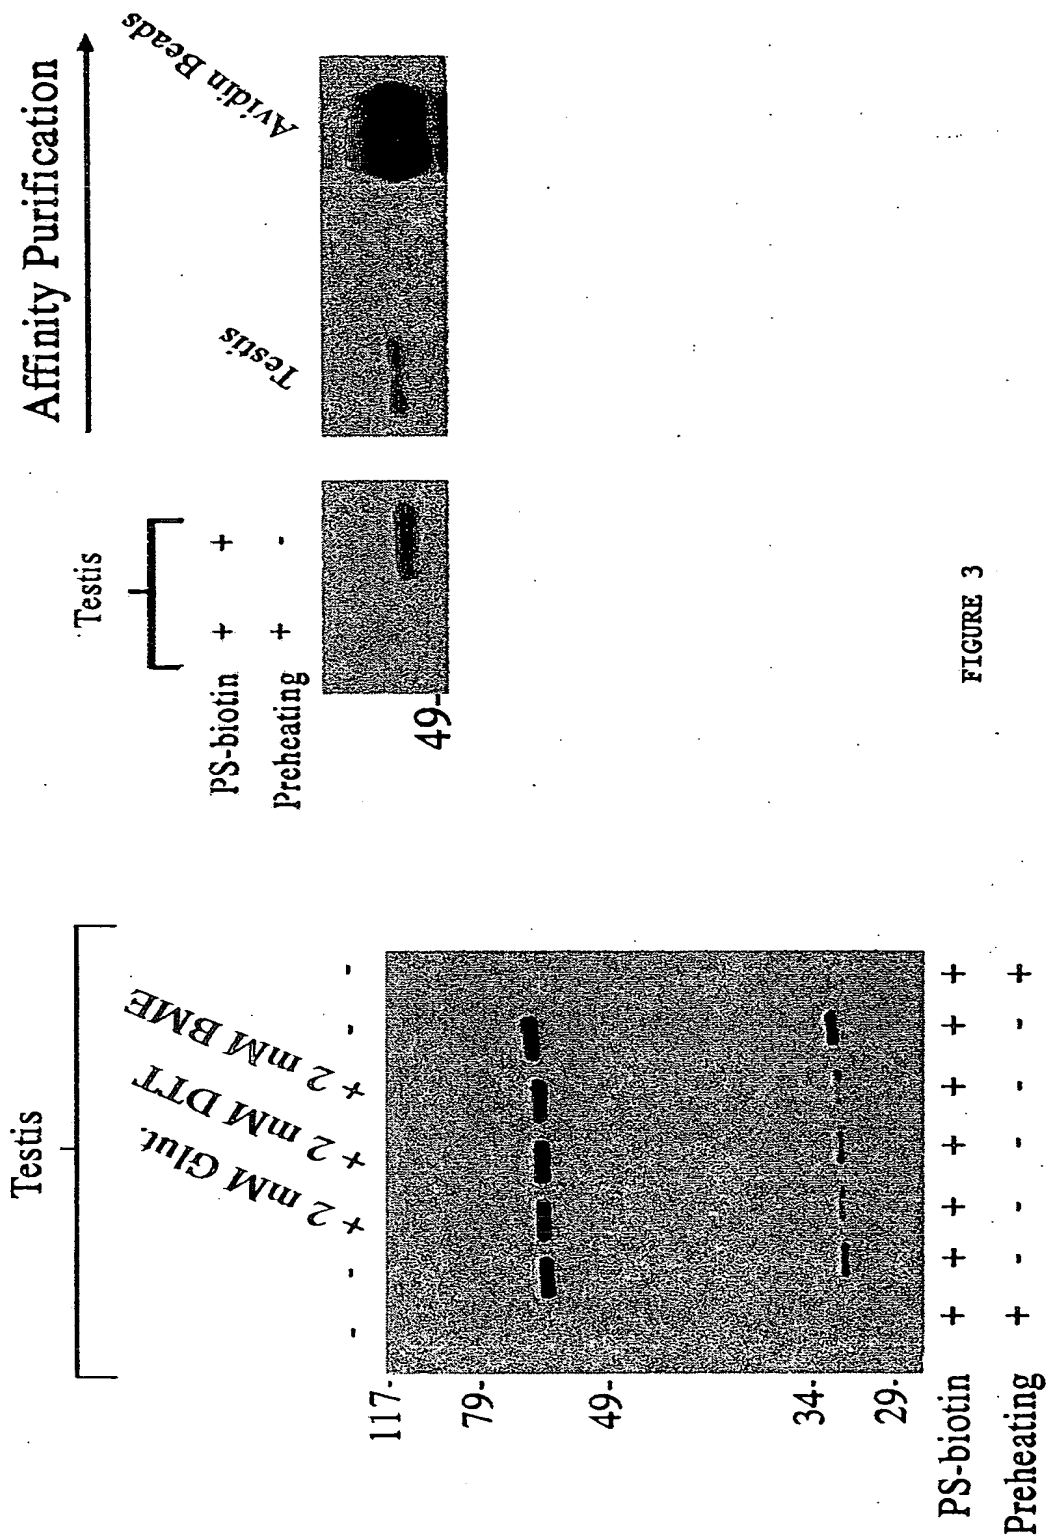 Testis
- - + 2 mM Glut. + 2 mM DTT + 2 mM BME - -
117-
79-
49-
34-
29-
PS-biotin + + + + + + +
Preheating + - - - - - +
Testis
PS-biotin + +
Preheating + -
49-
Affinity Purification
Testis
Avidin Beads
FIGURE 3